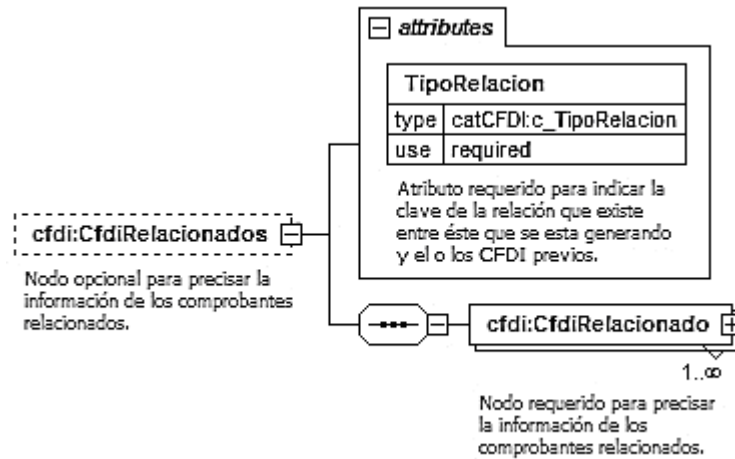 attributes
TipoRelacion
type catCFDI:c_TipoRelacion
use required
Atributo requerido para indicar la
clave de la relación que existe
entre éste que se esta generando
y el o los CFDI previos.
cfdi:CfdiRelacionados
Nodo opcional para precisar la
información de los comprobantes
relacionados.
cfdi:CfdiRelacionado
1..∞
Nodo requerido para precisar
la información de los
comprobantes relacionados.